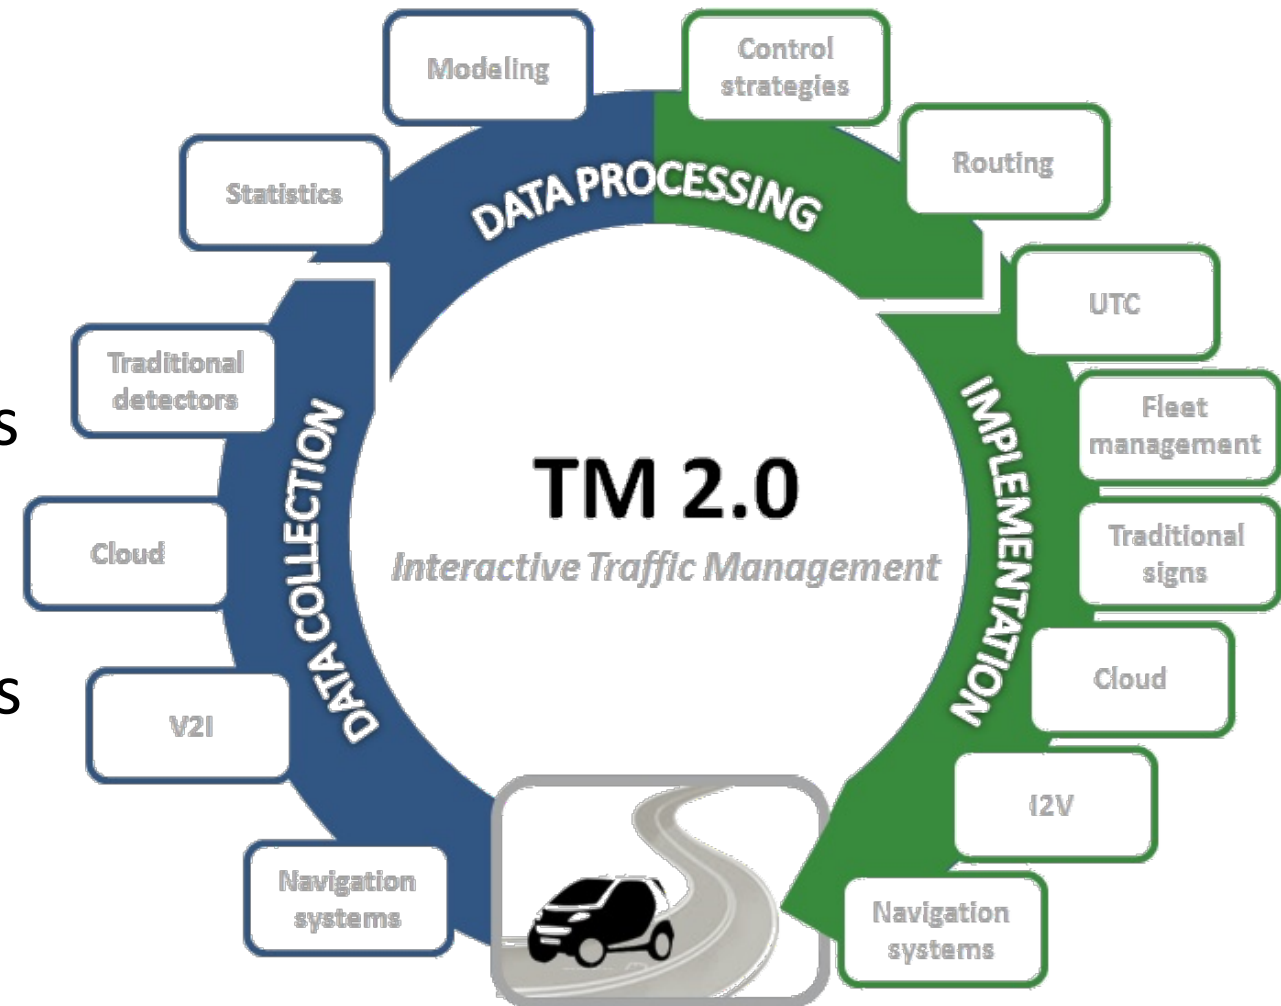 Modeling
Control
strategies
Statistics
Routing
DATA PROCESSING
UTC
Traditional
detectors
Fleet
management
s
DATA COLLECTION
IMPLEMENTATION
TM 2.0
Interactive Traffic Management
Cloud
Traditional
signs
s
V2I
Cloud
I2V
Navigation
systems
Navigation
systems